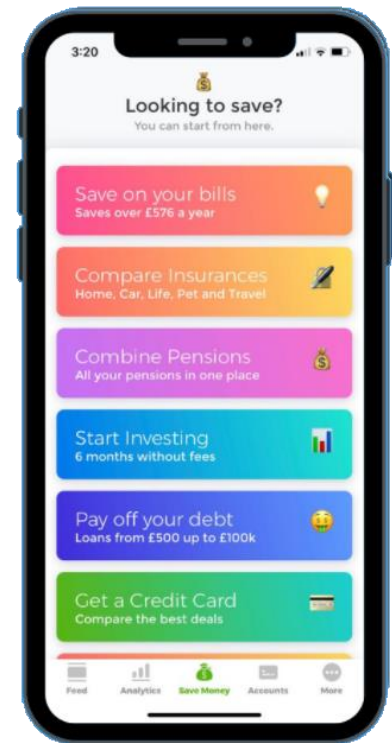 3:20
Looking to save?
You can start from here.
Save on your bills
Saves over £576 a year
Compare Insurances
Home, Car, Life, Pet and Travel
Combine Pensions
All your pensions in one place
Start Investing
6 months without fees
Pay off your debt
Loans from £500 up to £100k
Get a Credit Card
Compare the best deals
Feed Analytics Save Money Accounts More